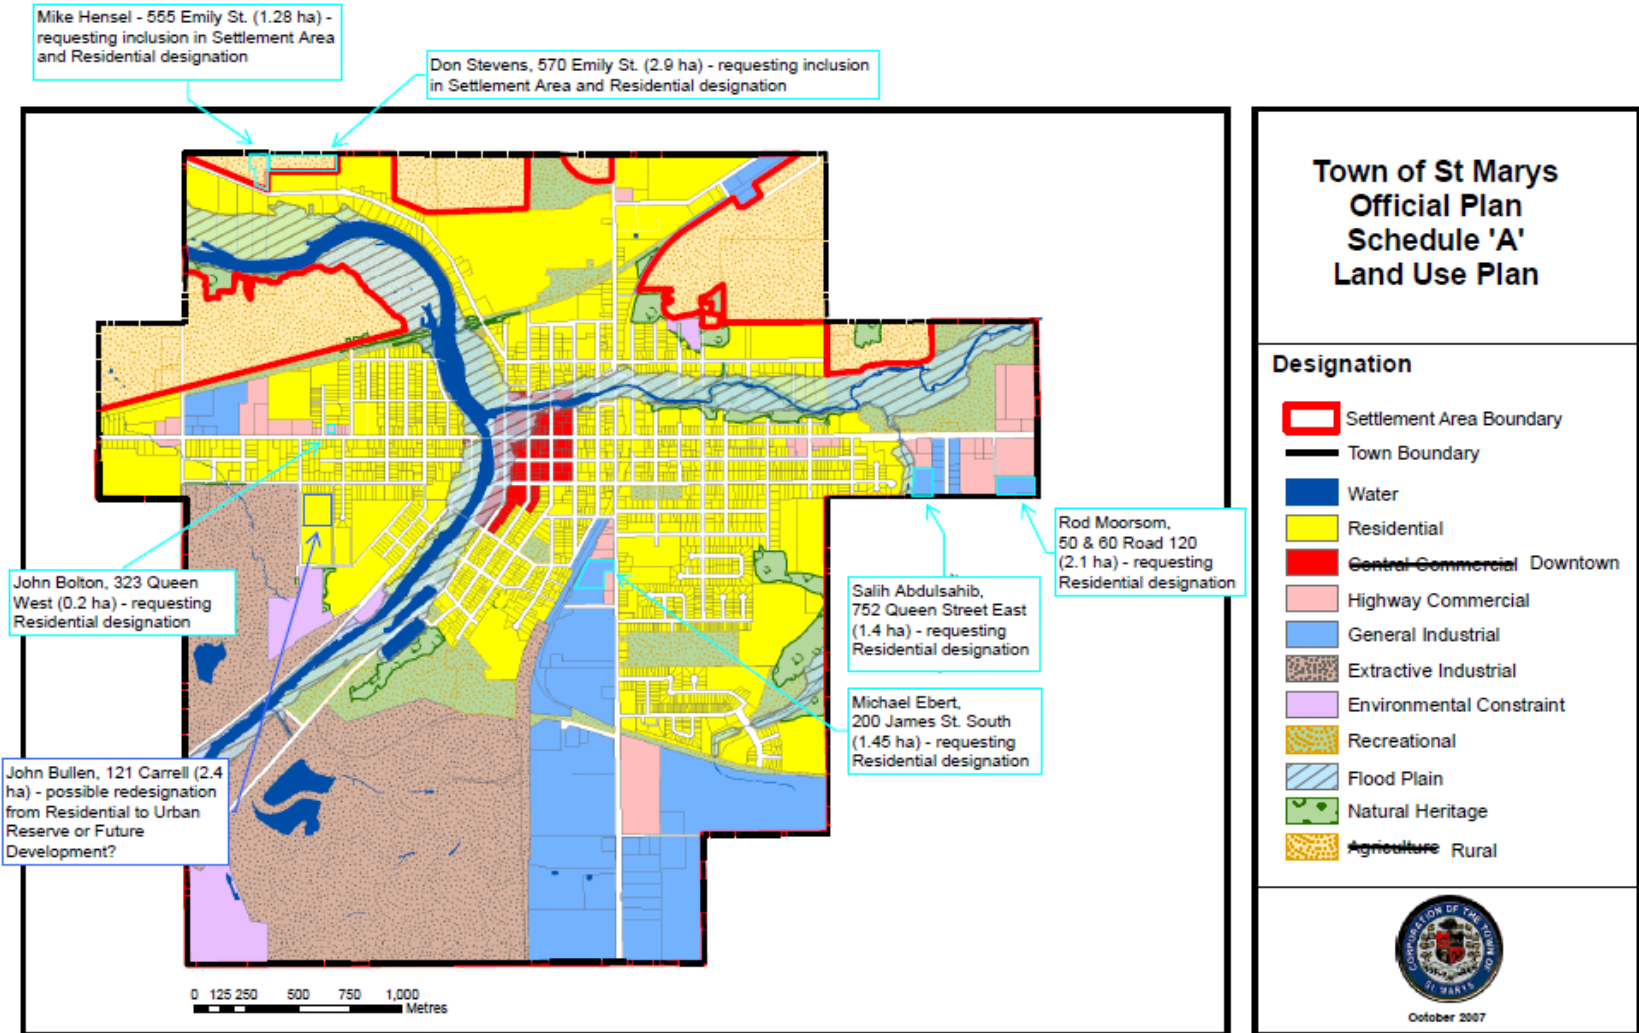 Mike Hensel - 555 Emily St. (1.28 ha) -
requesting inclusion in Settlement Area
and Residential designation
Don Stevens, 570 Emily St. (2.9 ha) - requesting inclusion
in Settlement Area and Residential designation
John Bolton, 323 Queen
West (0.2 ha) - requesting
Residential designation
John Bullen, 121 Carrell (2.4
ha) - possible redesignation
from Residential to Urban
Reserve or Future
Development?
Rod Moorsom,
50 & 60 Road 120
(2.1 ha) - requesting
Residential designation
Salih Abdulsahib,
752 Queen Street East
(1.4 ha) - requesting
Residential designation
Michael Ebert,
200 James St. South
(1.45 ha) - requesting
Residential designation
0 125 250 500 750 1,000
Metres
Town of St Marys
Official Plan
Schedule 'A'
Land Use Plan
Designation
Settlement Area Boundary
Town Boundary
Water
Residential
Central Commercial Downtown
Highway Commercial
General Industrial
Extractive Industrial
Environmental Constraint
Recreational
Flood Plain
Natural Heritage
Agriculture Rural
CORPORATION OF THE TOWN OF
ST. MARYS
October 2007